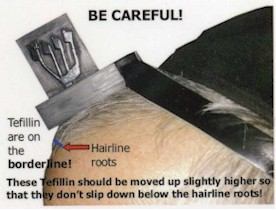 BE CAREFUL!
Tefillin
are on
the
borderline!
Hairline
roots
These Tefillin should be moved up slightly higher so
that they don't slip down below the hairline roots!